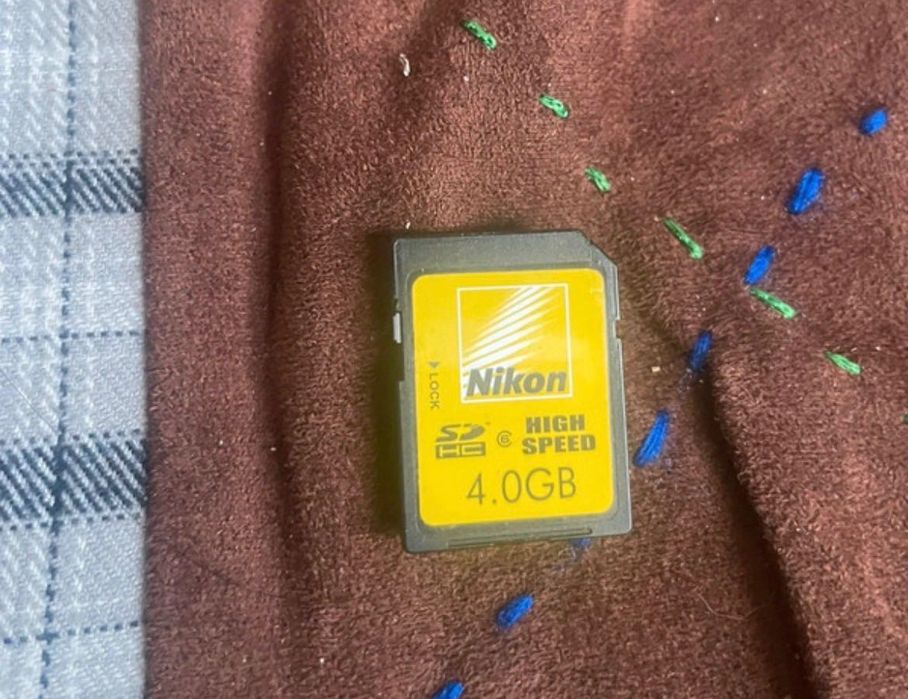 Nikon
LOCK
SD HC
6
HIGH
SPEED
4.0GB